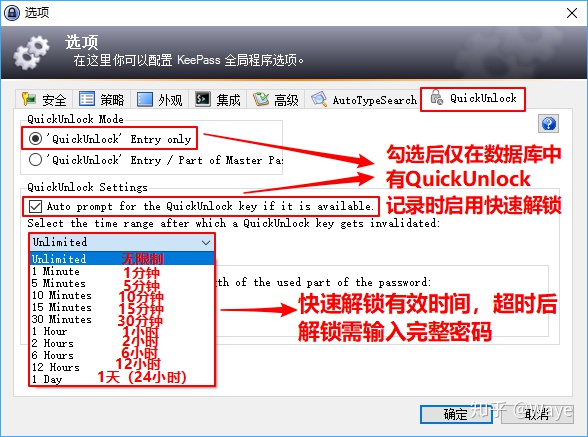 选项
选项
在这里你可以配置 KeePass 全局程序选项。
安全 策略 外观 集成 高级 AutoTypeSearch QuickUnlock
QuickUnlock Mode
'QuickUnlock' Entry only
'QuickUnlock' Entry / Part of Master Pa
勾选后仅在数据库中
有QuickUnlock
记录时启用快速解锁
QuickUnlock Settings
Auto prompt for the QuickUnlock key if it is available.
Select the time range after which a QuickUnlock key gets invalidated:
Unlimited
Unlimited 无限制
1 Minute 1分钟
5 Minutes 5分钟
10 Minutes 10分钟
15 Minutes 15分钟
30 Minutes 30分钟
1 Hour 1小时
2 Hours 2小时
6 Hours 6小时
12 Hours 12小时
1 Day 1天（24小时）
th of the used part of the password:
快速解锁有效时间，超时后
解锁需输入完整密码
确定 取消
知乎 @Waye